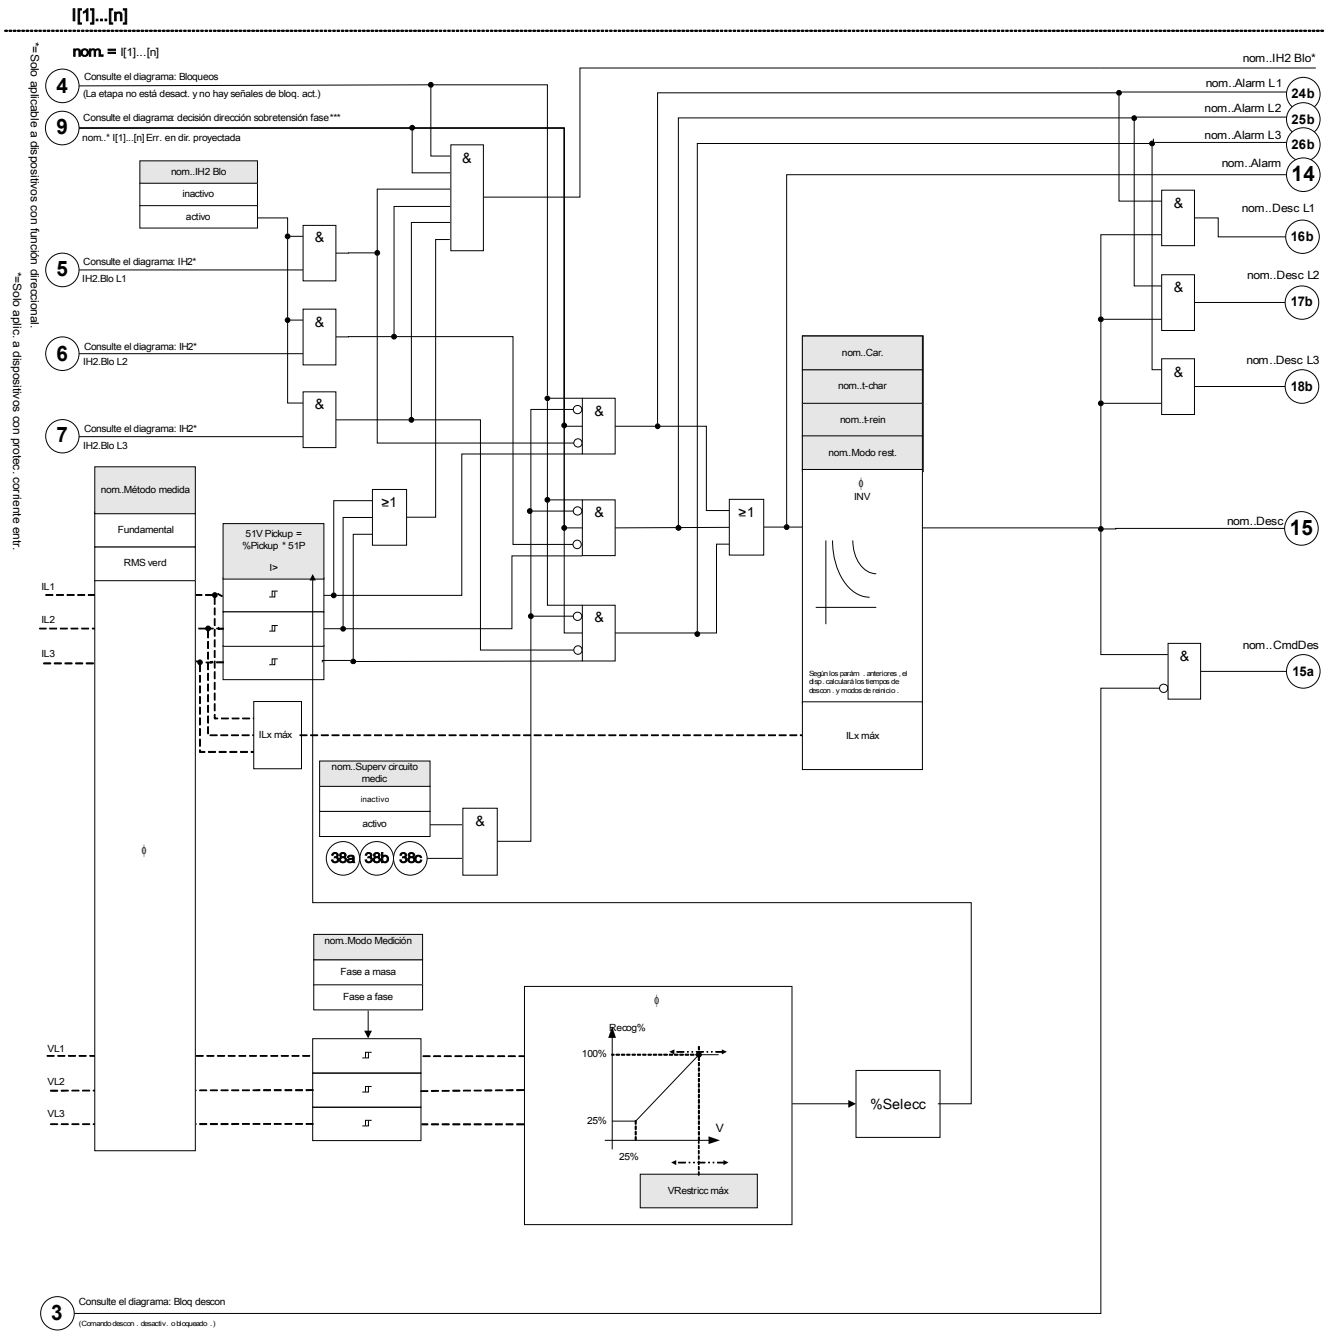 I[1]...[n]
nom. = I[1]...[n]
*=Solo aplicable a dispositivos con función direccional.
*=Solo aplic. a dispositivos con protec. corriente entr.
4
Consulte el diagrama: Bloqueos
(La etapa no está desact. y no hay señales de bloq. act.)
9
Consulte el diagrama: decisión dirección sobretensión fase***
nom..* I[1]...[n] Err. en dir. proyectada
nom..IH2 Blo
inactivo
activo
&
&
5
Consulte el diagrama: IH2*
IH2.Blo L1
&
6
Consulte el diagrama: IH2*
IH2.Blo L2
&
7
Consulte el diagrama: IH2*
IH2.Blo L3
nom..IH2 Blo*
nom..Alarm L1
24b
nom..Alarm L2
25b
nom..Alarm L3
26b
nom..Alarm
14
&
nom..Desc L1
16b
&
nom..Desc L2
17b
&
nom..Desc L3
18b
&
&
&
≥1
≥1
nom..Car.
nom..t-char
nom..t-rein
nom..Modo rest.
ϕ
INV
Según los parám . anteriores , el
disp . calculará los tiempos de
descon . y modos de reinicio .
ILx máx
nom..Desc
15
&
nom..CmdDes
15a
nom..Método medida
Fundamental
RMS verd
ϕ
51V Pickup =
%Pickup * 51P
I>
IL1
IL2
IL3
ILx máx
nom..Superv circuito
medic
inactivo
activo
&
38a
38b
38c
nom..Modo Medición
Fase a masa
Fase a fase
VL1
VL2
VL3
ϕ
Recog%
100%
25%
V
25%
VRestricc máx
%Selecc
3
Consulte el diagrama: Bloq descon
(Comando descon . desactiv. o bloqueado . )